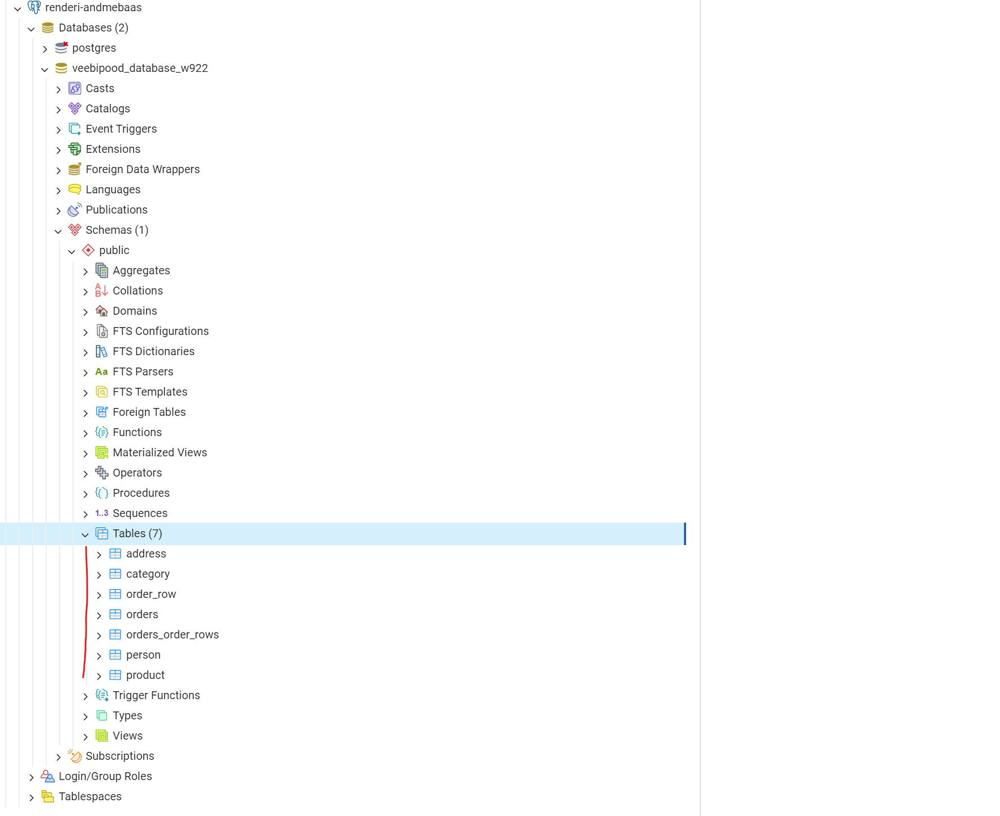 renderi-andmebaas
Databases (2)
postgres
veebipood_database_w922
Casts
Catalogs
Event Triggers
Extensions
Foreign Data Wrappers
Languages
Publications
Schemas (1)
public
Aggregates
Collations
Domains
FTS Configurations
FTS Dictionaries
Aa FTS Parsers
FTS Templates
Foreign Tables
Functions
Materialized Views
Operators
Procedures
1..3 Sequences
Tables (7)
address
category
order_row
orders
orders_order_rows
person
product
Trigger Functions
Types
Views
Subscriptions
Login/Group Roles
Tablespaces